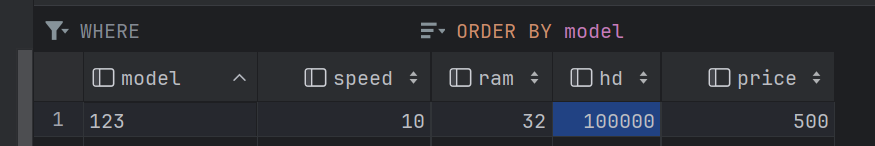 WHERE ORDER BY model
model speed ram hd price
1 123 10 32 100000 500